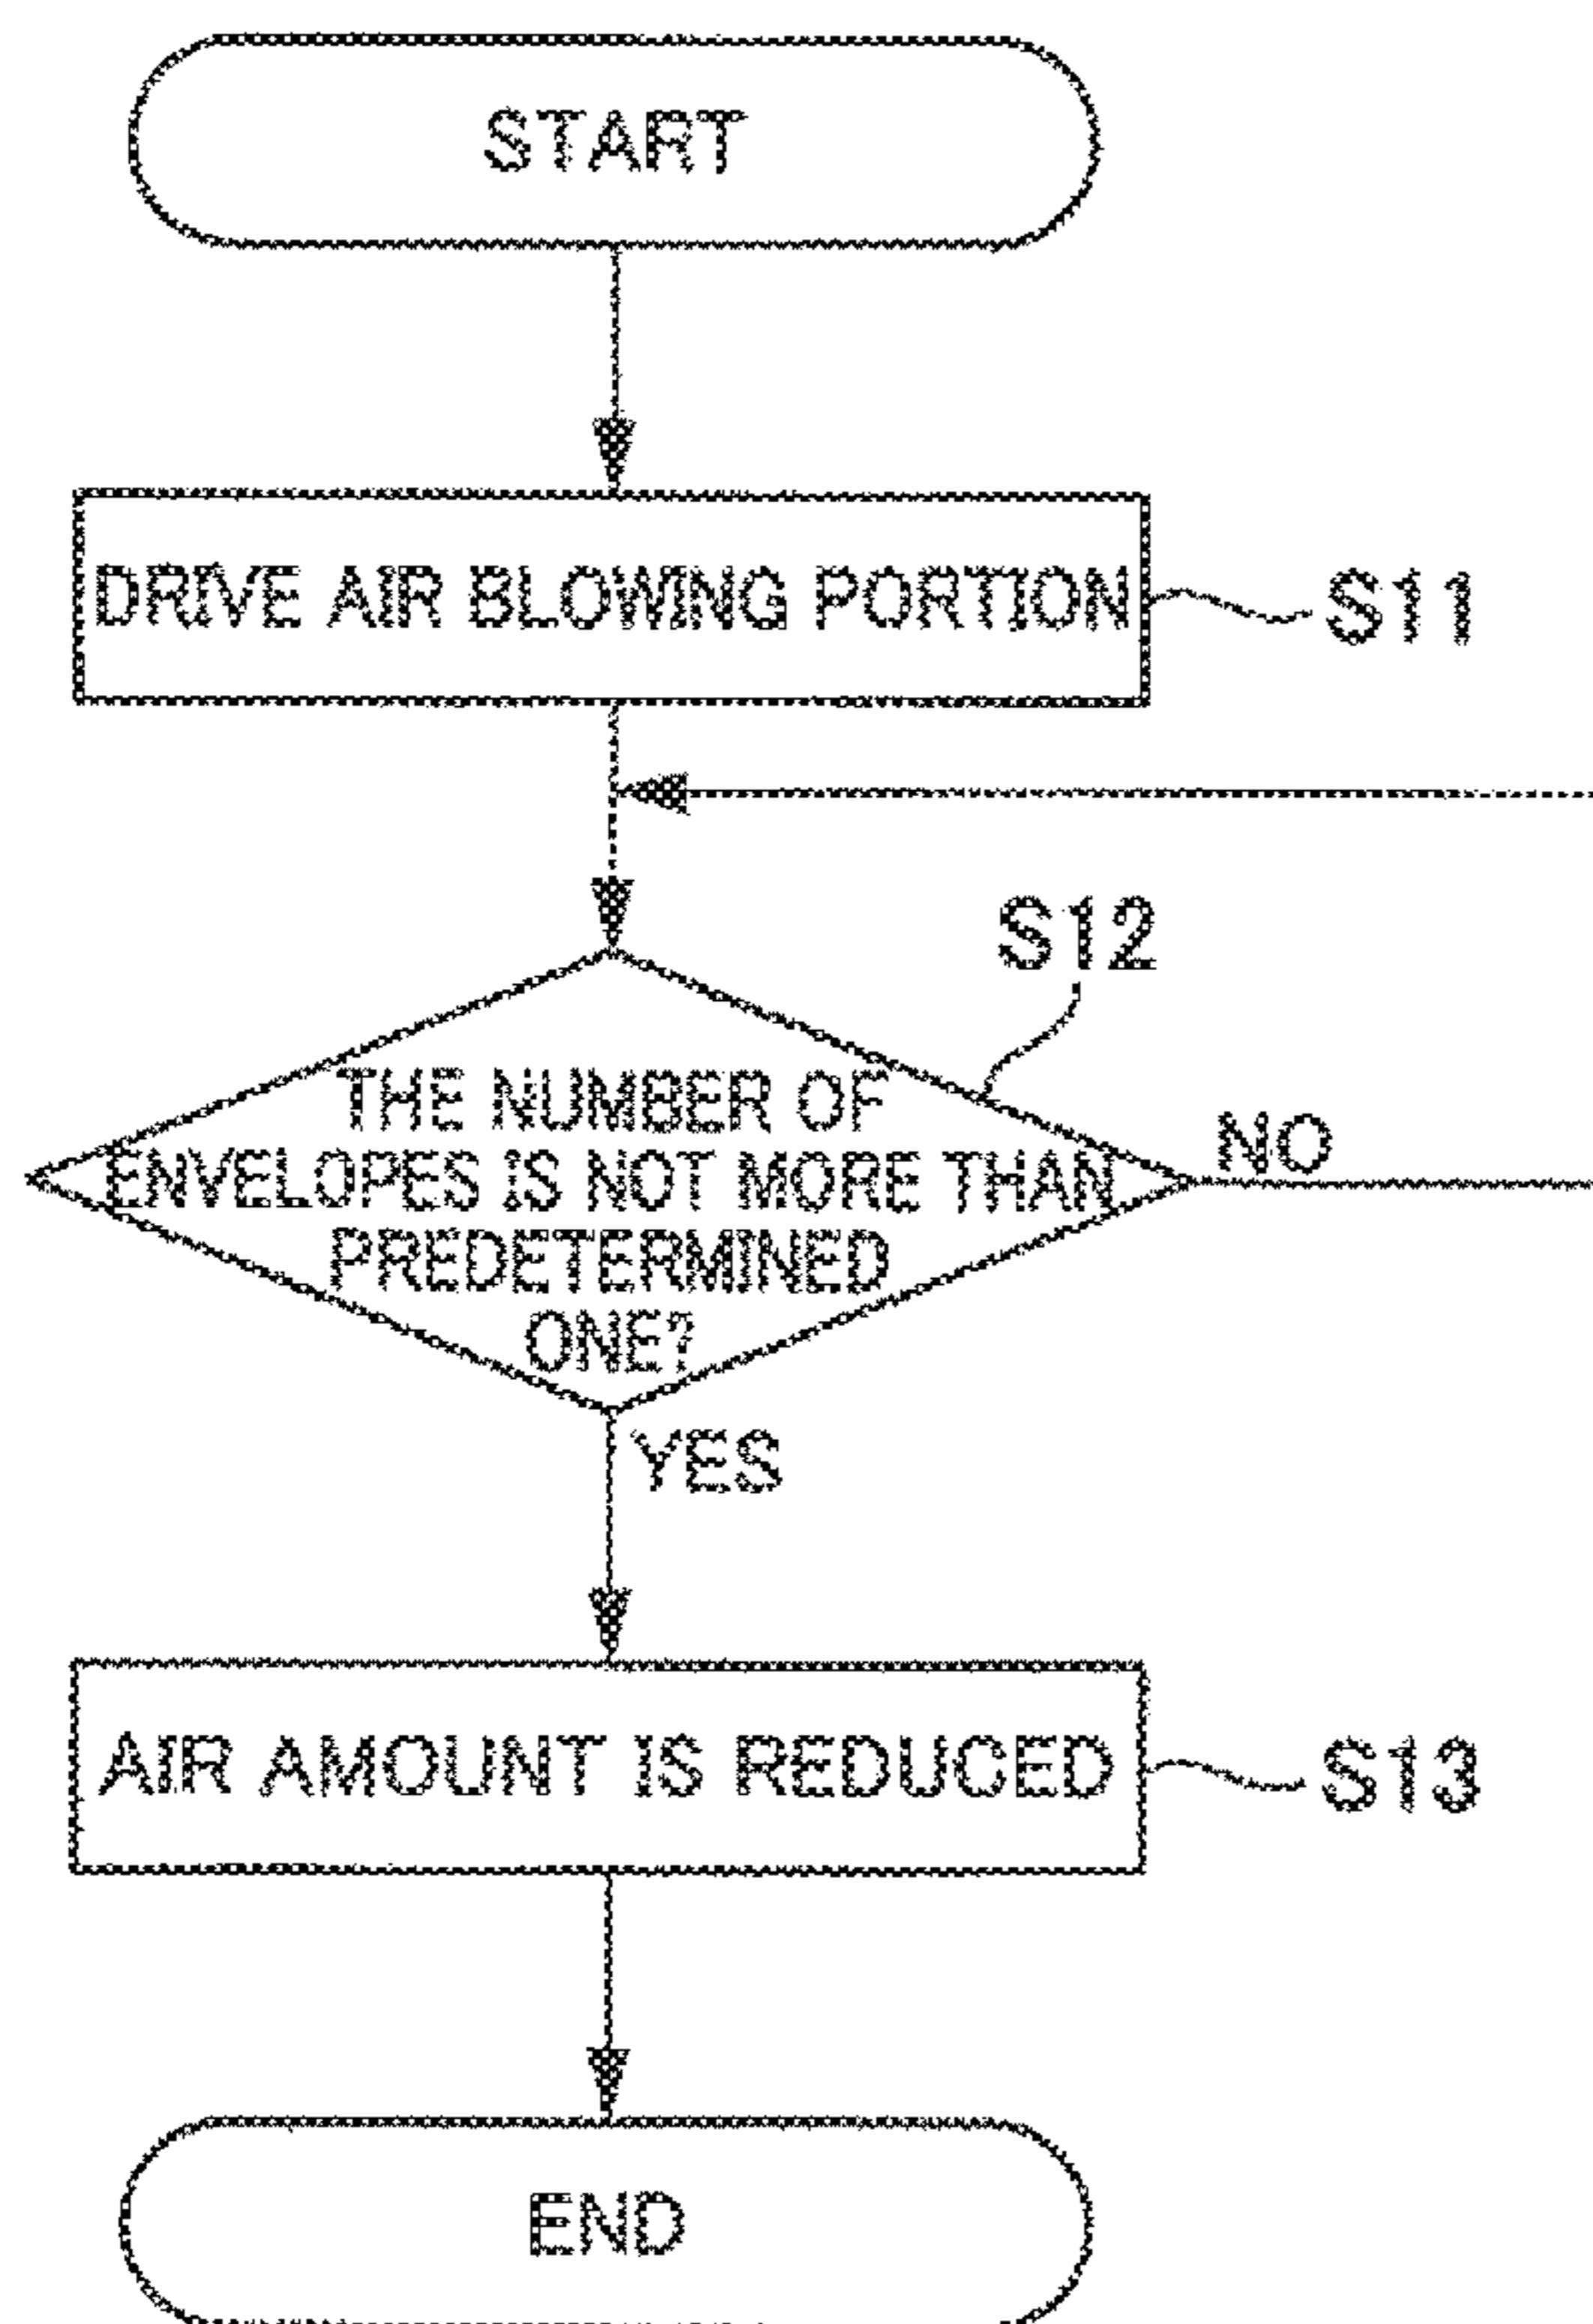 START
DRIVE AIR BLOWING PORTION
S11
S12
THE NUMBER OF
ENVELOPES IS NOT MORE THAN
PREDETERMINED
ONE?
NO
YES
AIR AMOUNT IS REDUCED
S13
END